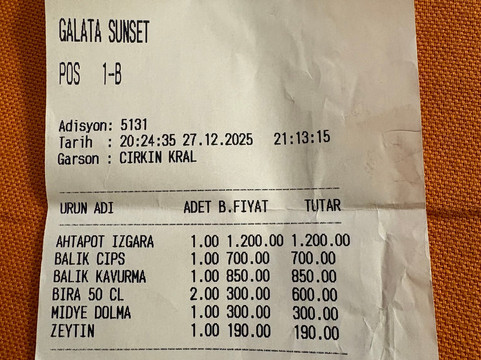 GALATA SUNSET
POS 1-B
Adisyon: 5131
Tarih : 20:24:35 27.12.2025 21:13:15
Garson : CIRKIN KRAL
URUN ADI ADET B.FIYAT TUTAR
AHTAPOT IZGARA 1.00 1.200.00 1.200.00
BALIK CIPS 1.00 700.00 700.00
BALIK KAVURMA 1.00 850.00 850.00
BIRA 50 CL 2.00 300.00 600.00
MIDYE DOLMA 1.00 300.00 300.00
ZEYTIN 1.00 190.00 190.00